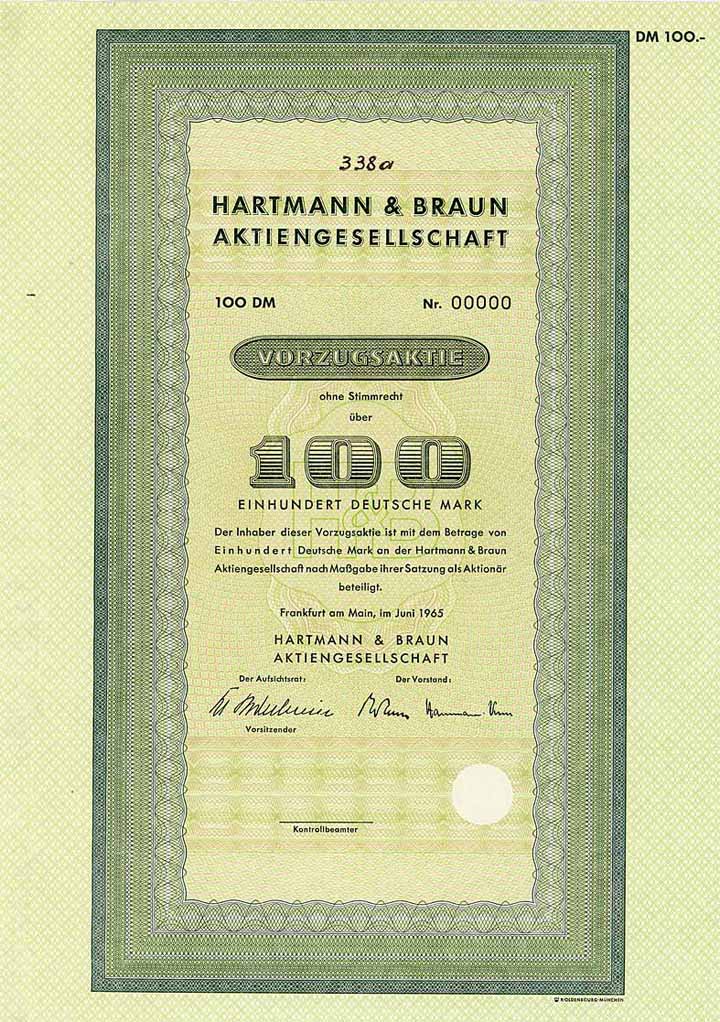 DM 100.-
338a
HARTMANN & BRAUN
AKTIENGESELLSCHAFT
100 DM Nr. 00000
VORZUGSAKTIE
ohne Stimmrecht
über
100
EINHUNDERT DEUTSCHE MARK
H&B
Der Inhaber dieser Vorzugsaktie ist mit dem Betrage von
Einhundert Deutsche Mark an der Hartmann & Braun
Aktiengesellschaft nach Maßgabe ihrer Satzung als Aktionär
beteiligt.
Frankfurt am Main, im Juni 1965
HARTMANN & BRAUN
AKTIENGESELLSCHAFT
Der Aufsichtsrat: Der Vorstand:
Vorsitzender
Kontrollbeamter
R. OLDENBOURG · MÜNCHEN